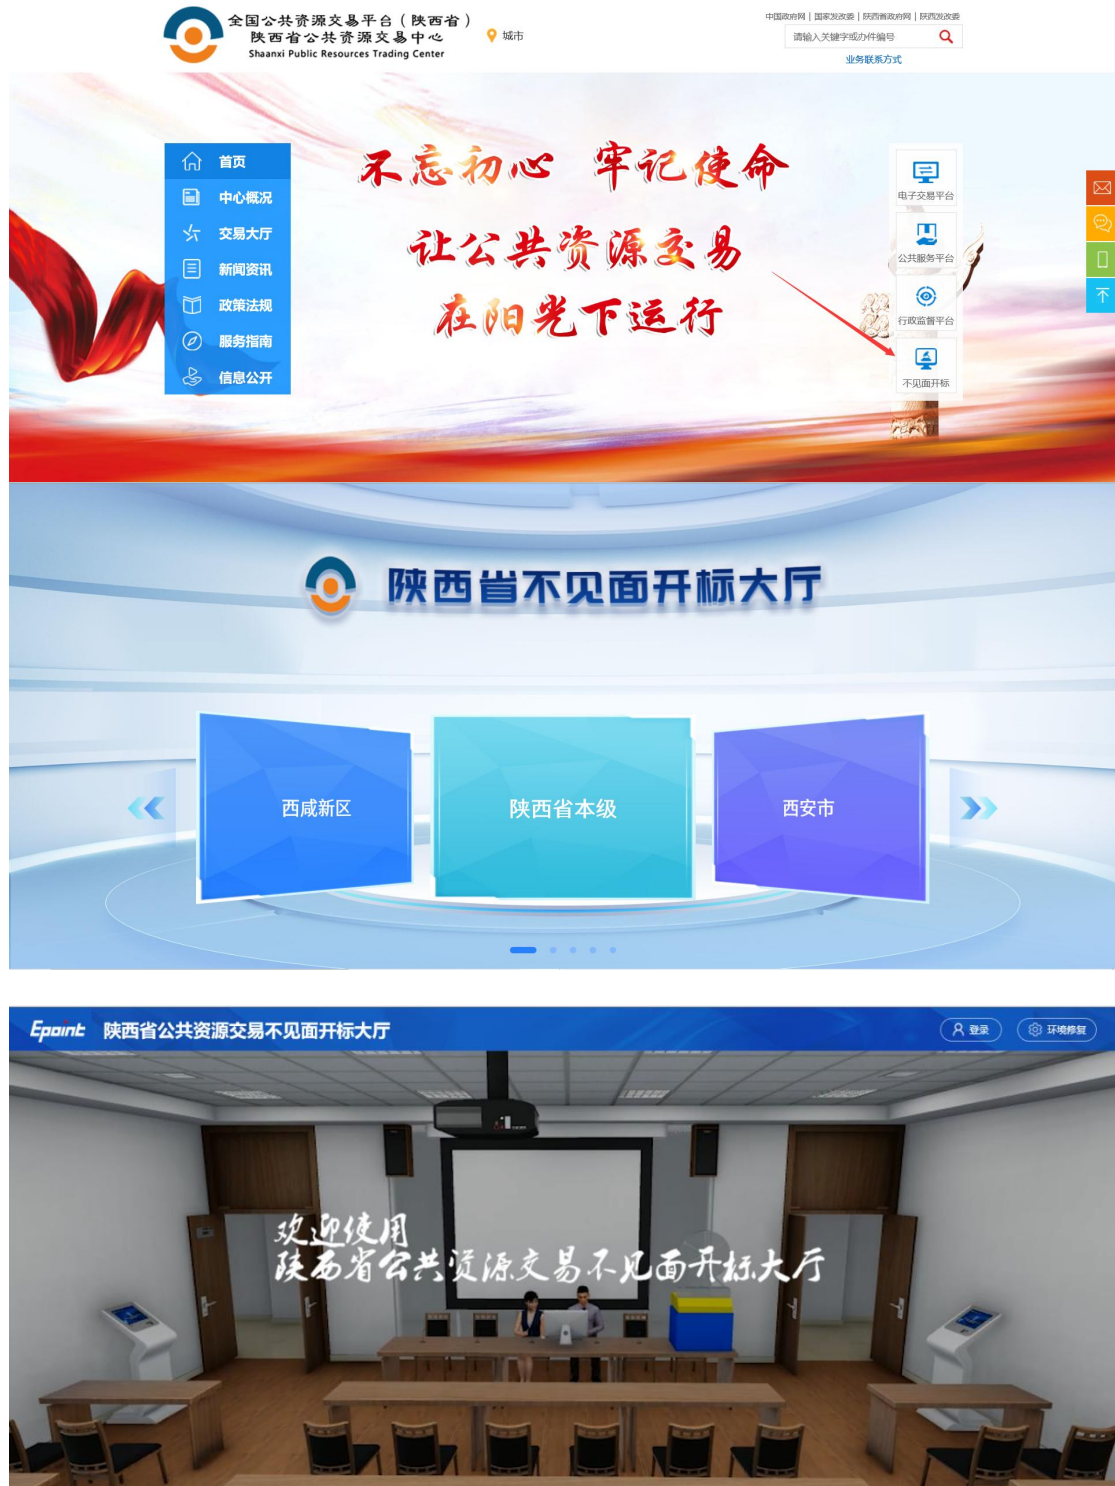 全国公共资源交易平台（陕西省）
陕西省公共资源交易中心
Shaanxi Public Resources Trading Center
城市
中国政府网 | 国家发改委 | 陕西省政府网 | 陕西发改委
请输入关键字或办件编号
业务联系方式
首页
中心概况
交易大厅
新闻资讯
政策法规
服务指南
信息公开
不忘初心 牢记使命
让公共资源交易
在阳光下运行
电子交易平台
公共服务平台
行政监督平台
不见面开标
陕西省不见面开标大厅
西咸新区
陕西省本级
西安市
Epoint 陕西省公共资源交易不见面开标大厅
登录
环境修复
欢迎使用
陕西省公共资源交易不见面开标大厅